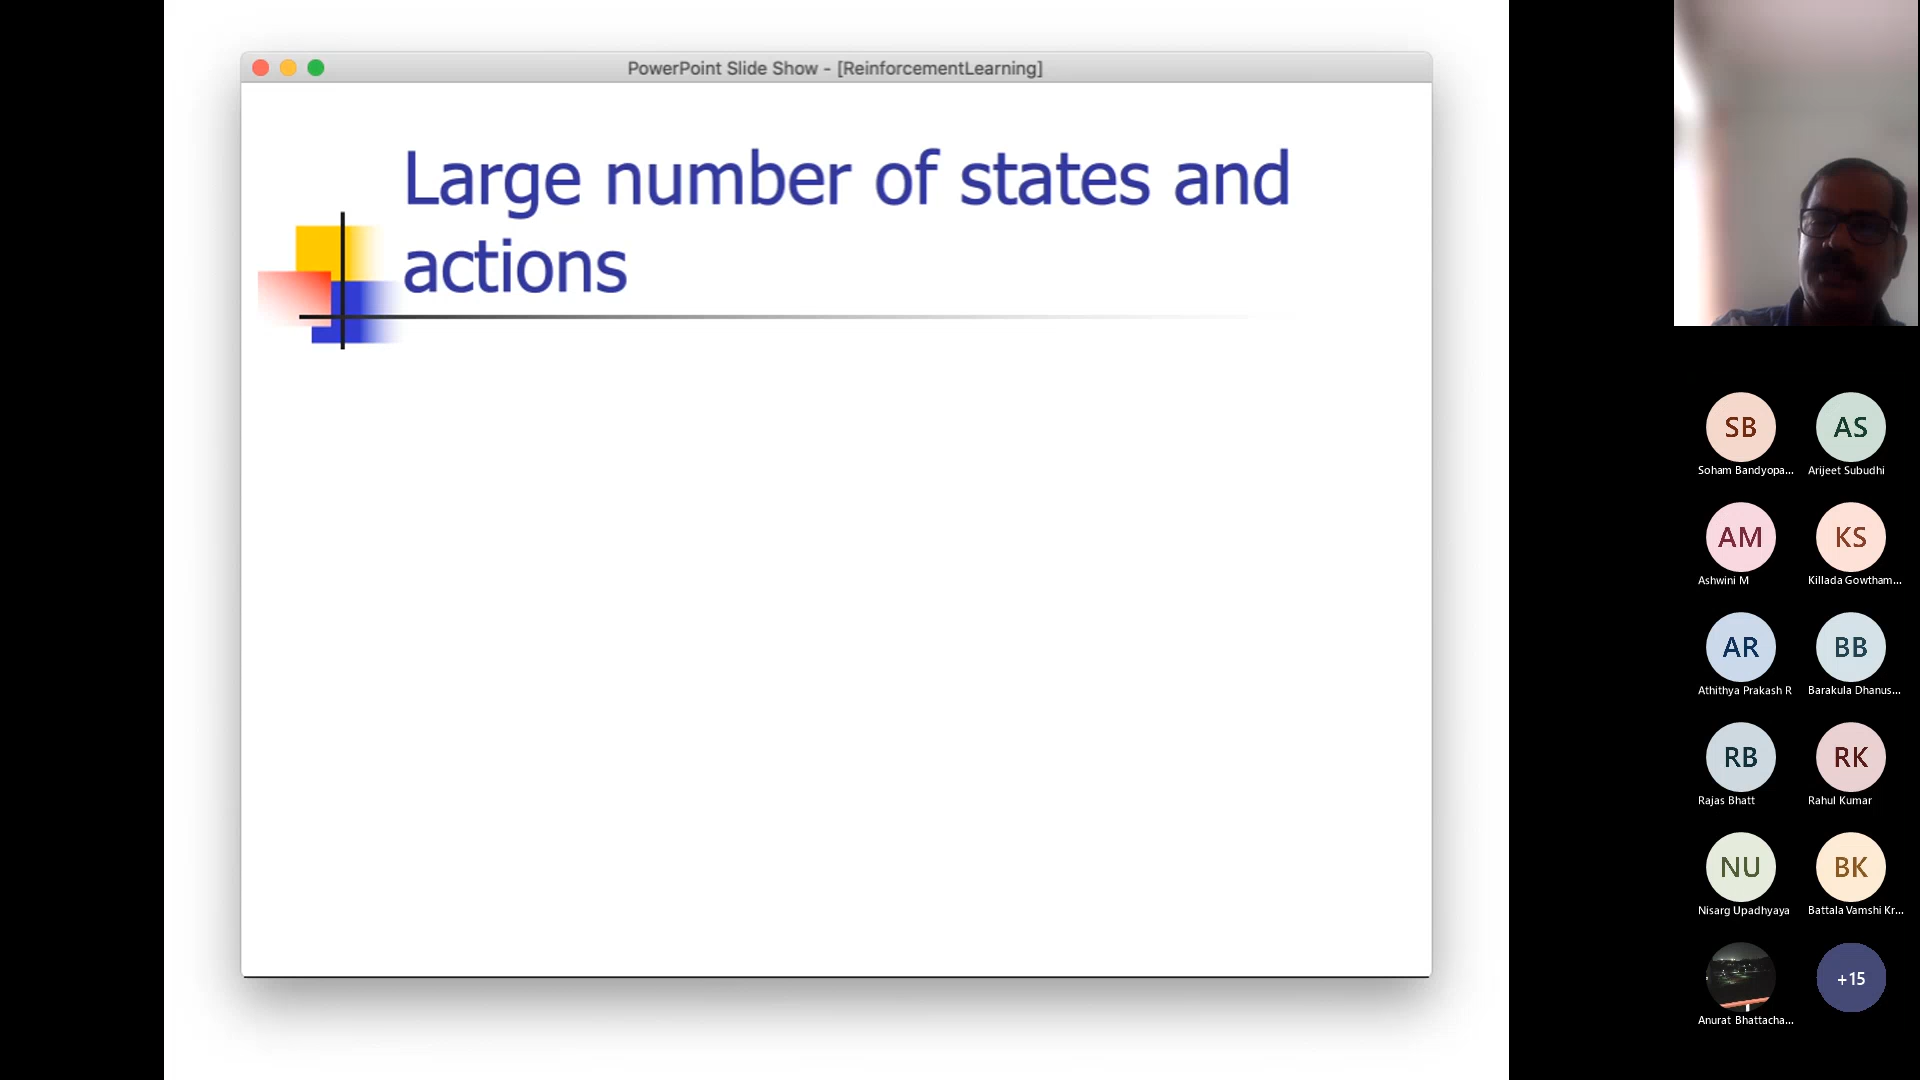 PowerPoint Slide Show - [ReinforcementLearning]
Large number of states and
actions
SB
AS
Soham Bandyopa...
Arijeet Subudhi
AM
KS
Ashwini M
Killada Gowtham...
AR
BB
Athithya Prakash R
Barakula Dhanus...
RB
RK
Rajas Bhatt
Rahul Kumar
NU
BK
Nisarg Upadhyaya
Battala Vamshi Kr...
+15
Anurat Bhattacha...